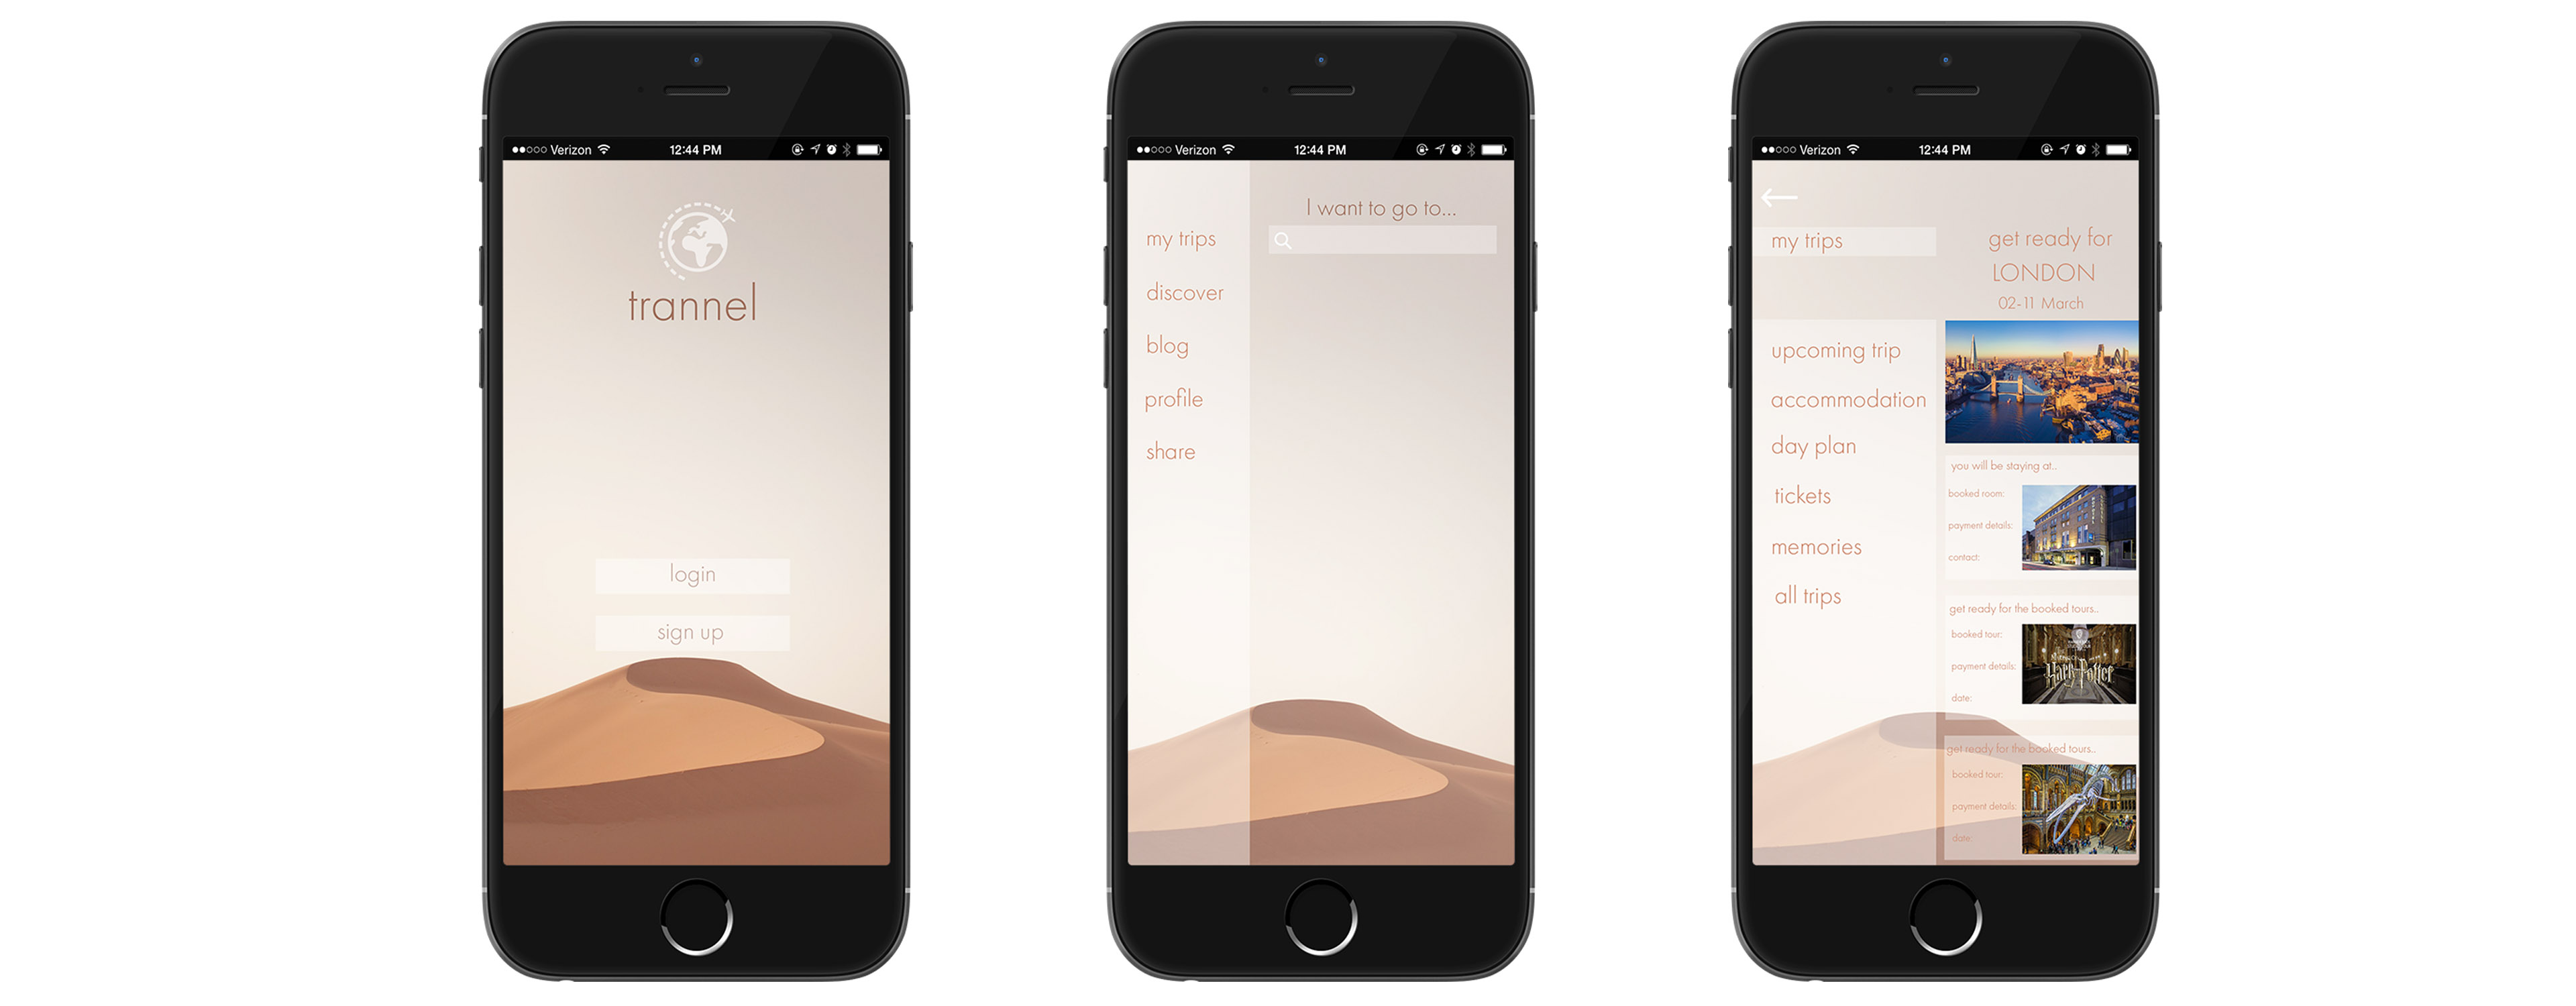 Verizon 12:44 PM
trannel
login
sign up
Verizon 12:44 PM
I want to go to...
my trips
discover
blog
profile
share
Verizon 12:44 PM
my trips
upcoming trip
accommodation
day plan
tickets
memories
all trips
get ready for
LONDON
02-11 March
you will be staying at..
booked room:
payment details:
contact:
get ready for the booked tours..
booked tour:
payment details:
date:
Harry Potter
get ready for the booked tours..
booked tour:
payment details:
date: